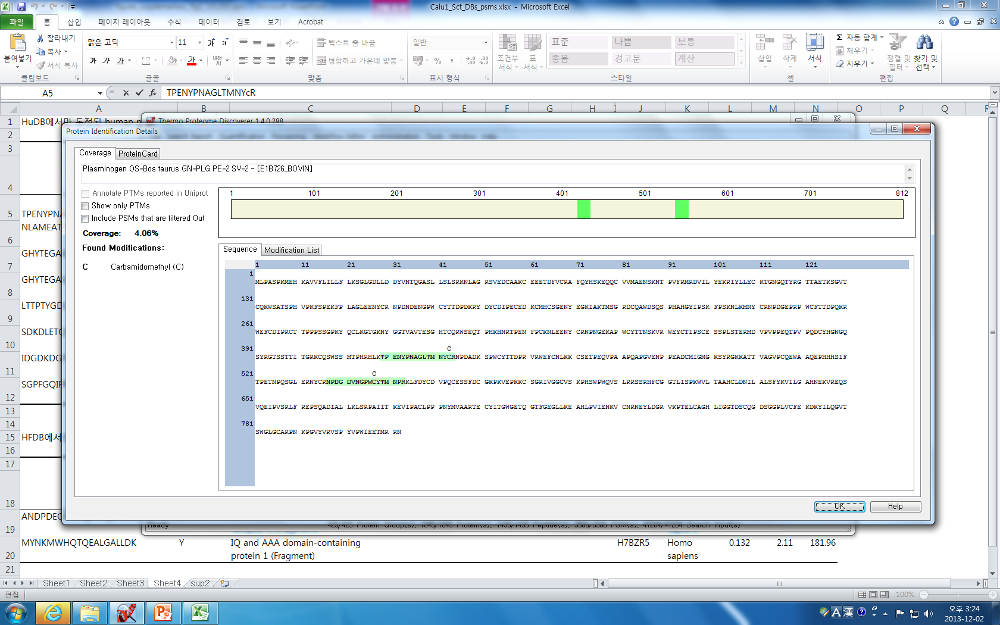 Calu1_Sct_DBs_psms.xlsx - Microsoft Excel
파일 홈 삽입 페이지 레이아웃 수식 데이터 검토 보기 Acrobat
붙여넣기 잘라내기 복사 서식 복사 클립보드
맑은 고딕 11 가 가 가 가 가 가 내천 글꼴
텍스트 줄 바꿈 병합하고 가운데 맞춤 맞춤
일반 % , 표시 형식
조건부 서식 표 서식 표준 나쁨 보통 좋음 경고문 계산 스타일
삽입 삭제 서식 셀
Σ 자동 합계 채우기 지우기 정렬 및 필터 찾기 및 선택 편집
A5 fx TPENYPNAGLTMNYcR
A B C D E F G H I J K L M N O P Q R
1 HuDB에서만 동정된 human p
2
3
4
5 TPENYPNA
6 NLAMEAT
7 GHYTEGA
8 GHYTEGA
9 LTTPTYGD
10 SDKDLETQ
11 IDGDKDG
12 SGPFGQIF
13
14
15 HFDB에서
16
17
18
19 ANDPDEG
20 MYNKMWHQTQEALGALLDK Y IQ and AAA domain-containing protein 1 (Fragment) H7BZR5 Homo sapiens 0.132 2.11 181.96
21
Thermo Proteome Discoverer 1.4.0.288
Protein Identification Details
Coverage ProteinCard
Plasminogen OS=Bos taurus GN=PLG PE=2 SV=2 - [E1B726_BOVIN]
Annotate PTMs reported in Uniprot
Show only PTMs
Include PSMs that are filtered Out
Coverage: 4.06%
Found Modifications:
C Carbamidomethyl (C)
1 101 201 301 401 501 601 701 812
Sequence Modification List
1 11 21 31 41 51 61 71 81 91 101 111 121
1
MLPASPKMEH KAVVFLILLF LKSGLGDLLD DYVNTQGASL LSLSRKNLAG RSVEDCAAKC EEETDFVCRA FQYHSKEQQC VVMAENSKNT PVFRMRDVIL YEKRIYLLEC KTGNGQTYRG TTAETKSGVT
131
CQKWSATSPH VPKFSPEKFP LAGLEENYCR NPDNDENGPW CYTTDPDKRY DYCDIPECED KCMHCSGENY EGKIAKTMSG RDCQAWDSQS PHAHGYIPSK FPSKNLKMNY CRNPDGEPRP WCFTTDPQKR
261
WEFCDIPRCT TPPPSSGPKY QCLKGTGKNY GGTVAVTESG HTCQRWSEQT PHKHNRTPEN FPCKNLEENY CRNPNGEKAP WCYTTNSKVR WEYCTIPSCE SSPLSTERMD VPVPPEQTPV PQDCYHGNGQ
391 C
SYRGTSSTTI TGRKCQSWSS MTPHRHLKTP ENYPNAGLTM NYCRNPDADK SPWCYTTDPR VRWEFCNLKK CSETPEQVPA APQAPGVENP PEADCMIGMG KSYRGKKATT VAGVPCQEWA AQEPHHHSIF
521 C
TPETNPQSGL ERNYCRNPDG DVNGPWCYTM NPRKLFDYCD VPQCESSFDC GKPKVEPKKC SGRIVGGCVS KPHSWPWQVS LRRSSRHFCG GTLISPKWVL TAAHCLDNIL ALSFYKVILG AHNEKVREQS
651
VQEIPVSRLF REPSQADIAL LKLSRPAIIT KEVIPACLPP PNYMVAARTE CYITGWGETQ GTFGEGLLKE AHLPVIENKV CNRNEYLDGR VKPTELCAGH LIGGTDSCQG DSGGPLVCFE KDKYILQGVT
781
SWGLGCARPN KPGVYVRVSP YVPWIEETMR RN
OK Help
Sheet1 Sheet2 Sheet3 Sheet4 sup2
편집 100%
A 漢 오후 3:24
2013-12-02